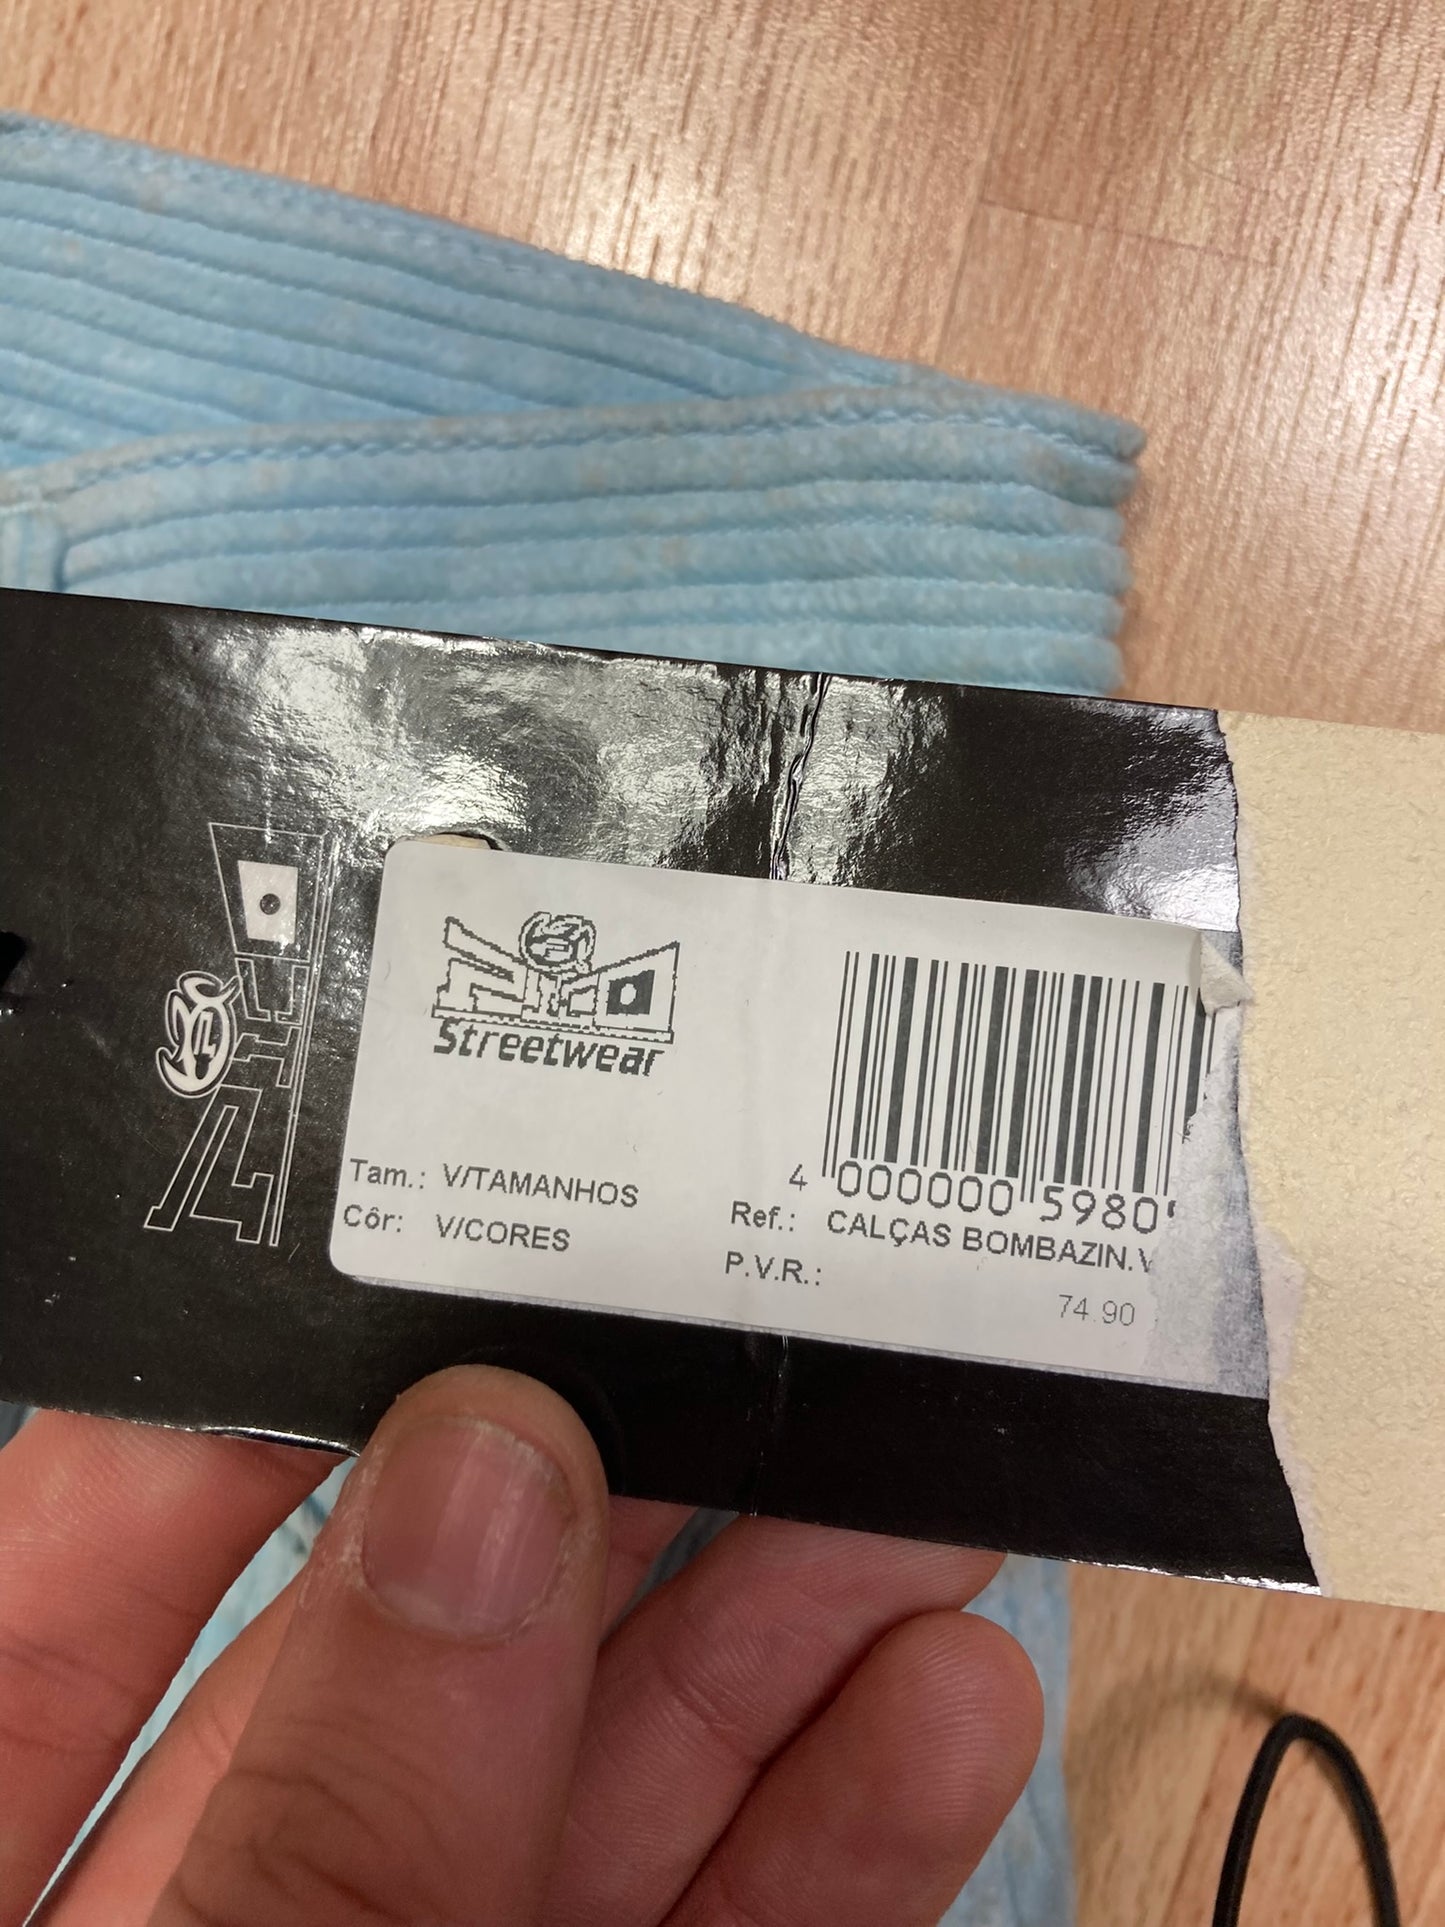 Streetwear
Tam.: V/TAMANHOS
Côr: V/CORES
4 000000 5980
Ref.: CALÇAS BOMBAZIN.
P.V.R.:
74.90